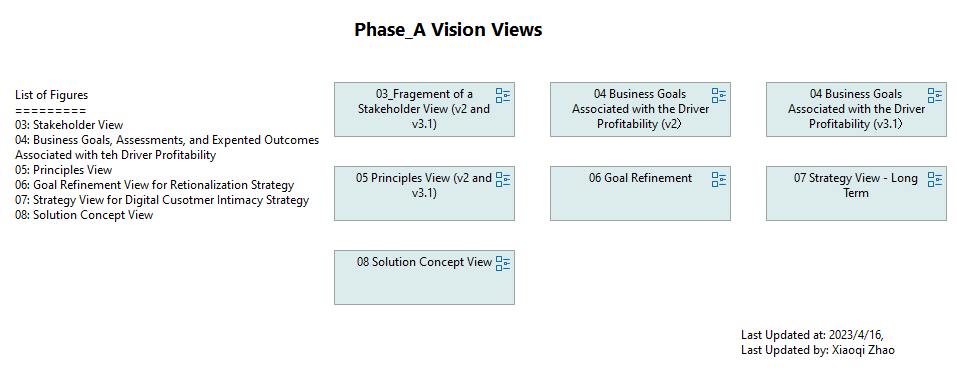 Phase_A Vision Views
List of Figures
=========
03: Stakeholder View
04: Business Goals, Assessments, and Expented Outcomes
Associated with teh Driver Profitability
05: Principles View
06: Goal Refinement View for Retionalization Strategy
07: Strategy View for Digital Cusotmer Intimacy Strategy
08: Solution Concept View
03_Fragement of a
Stakeholder View (v2 and
v3.1)
04 Business Goals
Associated with the Driver
Profitability (v2)
04 Business Goals
Associated with the Driver
Profitability (v3.1)
05 Principles View (v2 and
v3.1)
06 Goal Refinement
07 Strategy View - Long
Term
08 Solution Concept View
Last Updated at: 2023/4/16,
Last Updated by: Xiaoqi Zhao